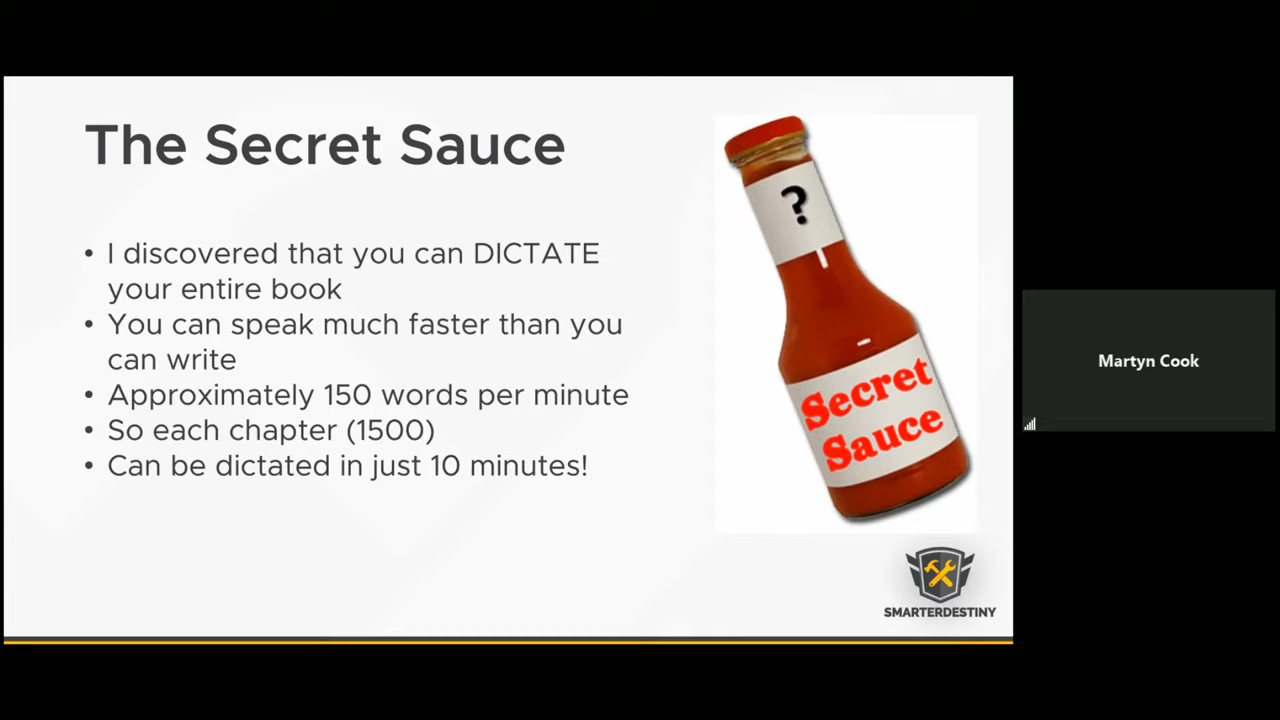 The Secret Sauce
• I discovered that you can DICTATE
your entire book
• You can speak much faster than you
can write
• Approximately 150 words per minute
• So each chapter (1500)
• Can be dictated in just 10 minutes!
?
Secret
Sauce
SMARTERDESTINY
Martyn Cook